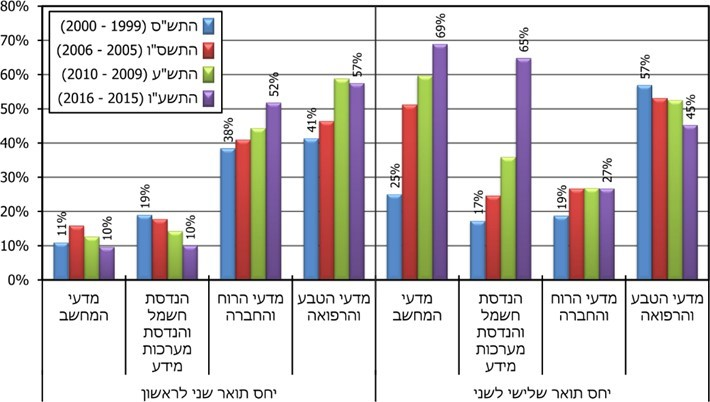 80%
70%
60%
50%
40%
30%
20%
10%
0%
התש"ס (1999 - 2000)
התשס"ו (2005 - 2006)
התש"ע (2009 - 2010)
התשע"ו (2015 - 2016)
11%
10%
19%
10%
38%
52%
41%
57%
25%
69%
17%
65%
19%
27%
57%
45%
מדעי
המחשב
הנדסת
חשמל
והנדסת
מערכות
מידע
מדעי הרוח
והחברה
מדעי הטבע
והרפואה
מדעי
המחשב
הנדסת
חשמל
והנדסת
מערכות
מידע
מדעי הרוח
והחברה
מדעי הטבע
והרפואה
יחס תואר שני לראשון
יחס תואר שלישי לשני